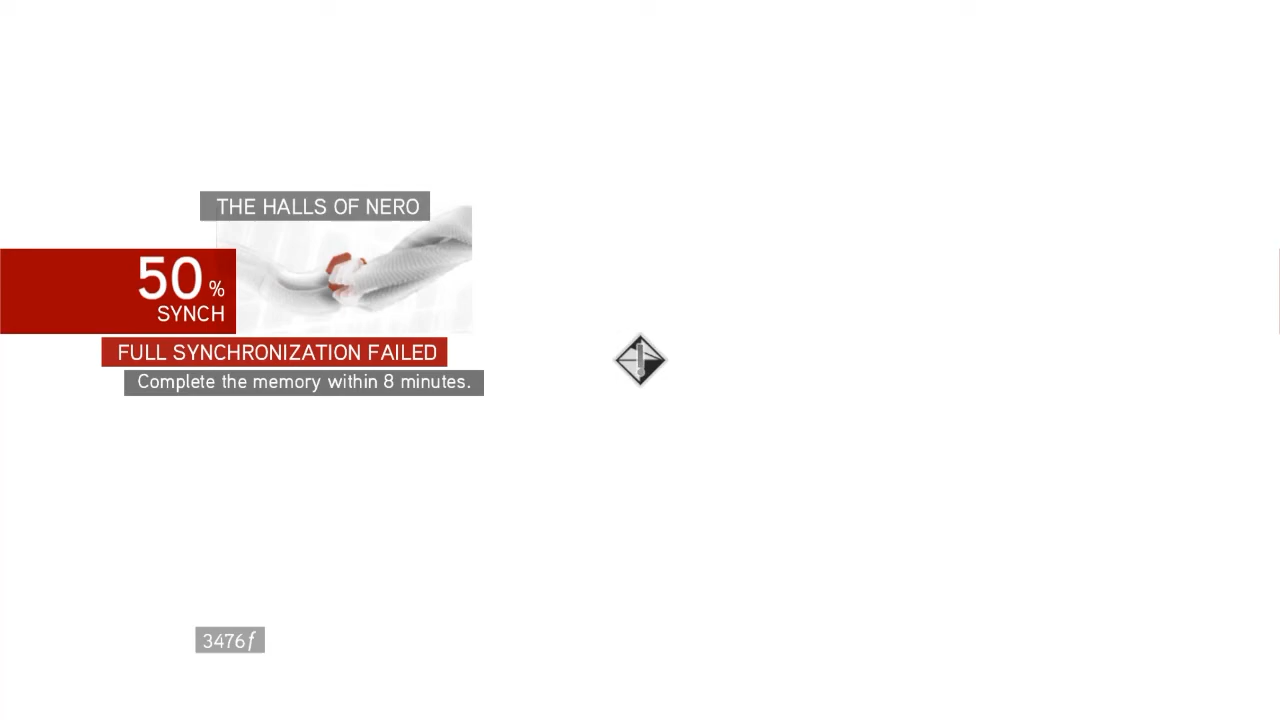 THE HALLS OF NERO
50 %
SYNCH
FULL SYNCHRONIZATION FAILED
Complete the memory within 8 minutes.
3476ƒ